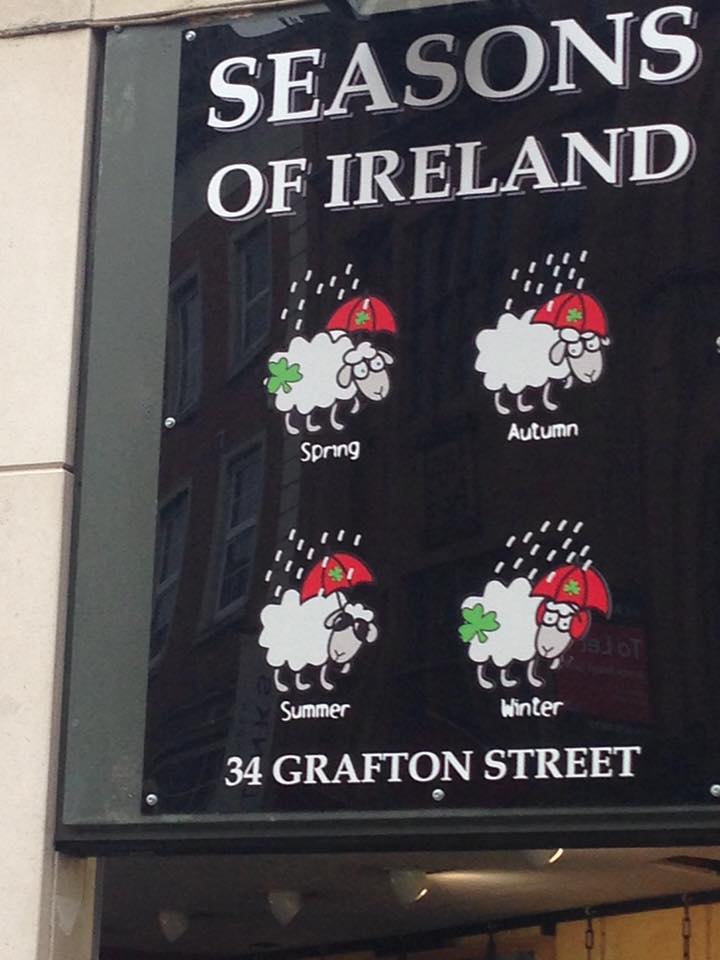 SEASONS
OF IRELAND
Spring
Autumn
Summer
Winter
34 GRAFTON STREET